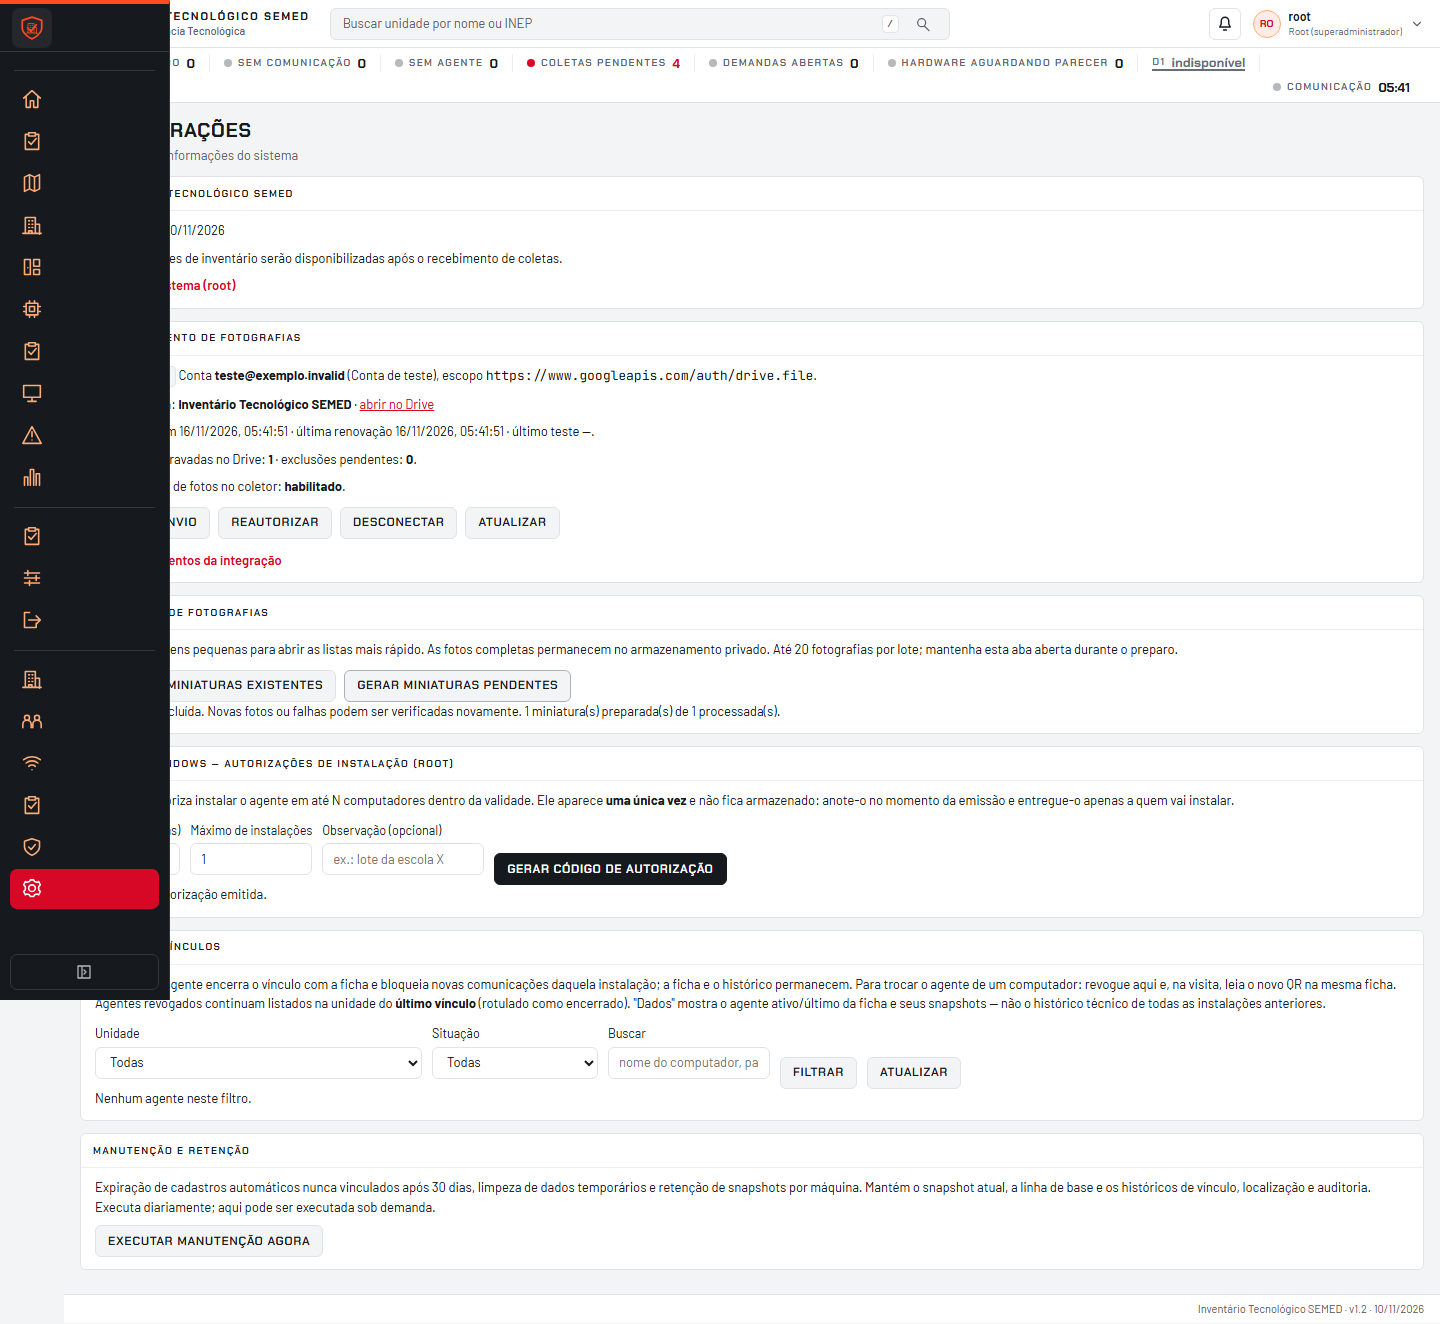 TECNOLÓGICO SEMED
Tecnológica
Buscar unidade por nome ou INEP
/
RO
root
Root (superadministrador)
0
SEM COMUNICAÇÃO 0
SEM AGENTE 0
COLETAS PENDENTES 4
DEMANDAS ABERTAS 0
HARDWARE AGUARDANDO PARECER 0
D1 indisponível
COMUNICAÇÃO 05:41
RAÇÕES
nformações do sistema
TECNOLÓGICO SEMED
0/11/2026
es de inventário serão disponibilizadas após o recebimento de coletas.
stema (root)
ENTO DE FOTOGRAFIAS
Conta teste@exemplo.invalid (Conta de teste), escopo https://www.googleapis.com/auth/drive.file.
: Inventário Tecnológico SEMED · abrir no Drive
m 16/11/2026, 05:41:51 · última renovação 16/11/2026, 05:41:51 · último teste —.
ravadas no Drive: 1 · exclusões pendentes: 0.
de fotos no coletor: habilitado.
NVIO
REAUTORIZAR
DESCONECTAR
ATUALIZAR
entos da integração
DE FOTOGRAFIAS
ens pequenas para abrir as listas mais rápido. As fotos completas permanecem no armazenamento privado. Até 20 fotografias por lote; mantenha esta aba aberta durante o preparo.
MINIATURAS EXISTENTES
GERAR MINIATURAS PENDENTES
cluída. Novas fotos ou falhas podem ser verificadas novamente. 1 miniatura(s) preparada(s) de 1 processada(s).
DOWS — AUTORIZAÇÕES DE INSTALAÇÃO (ROOT)
oriza instalar o agente em até N computadores dentro da validade. Ele aparece uma única vez e não fica armazenado: anote-o no momento da emissão e entregue-o apenas a quem vai instalar.
s)
Máximo de instalações
Observação (opcional)
1
ex.: lote da escola X
GERAR CÓDIGO DE AUTORIZAÇÃO
orização emitida.
ÍNCULOS
gente encerra o vínculo com a ficha e bloqueia novas comunicações daquela instalação; a ficha e o histórico permanecem. Para trocar o agente de um computador: revogue aqui e, na visita, leia o novo QR na mesma ficha.
Agentes revogados continuam listados na unidade do último vínculo (rotulado como encerrado). "Dados" mostra o agente ativo/último da ficha e seus snapshots — não o histórico técnico de todas as instalações anteriores.
Unidade
Situação
Buscar
Todas
Todas
nome do computador, pa
FILTRAR
ATUALIZAR
Nenhum agente neste filtro.
MANUTENÇÃO E RETENÇÃO
Expiração de cadastros automáticos nunca vinculados após 30 dias, limpeza de dados temporários e retenção de snapshots por máquina. Mantém o snapshot atual, a linha de base e os históricos de vínculo, localização e auditoria.
Executa diariamente; aqui pode ser executada sob demanda.
EXECUTAR MANUTENÇÃO AGORA
Inventário Tecnológico SEMED · v1.2 · 10/11/2026